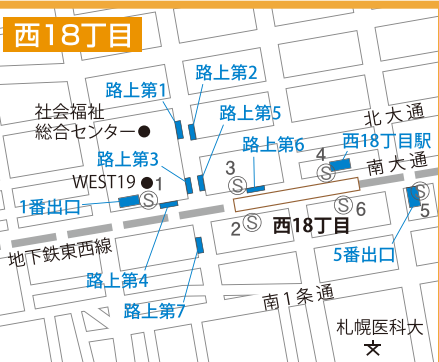 西18丁目
路上第1
路上第2
北大通
社会福祉
総合センター
路上第5
路上第6
西18丁目駅
南大通
路上第3
3
4
WEST19
1
Ⓢ
Ⓢ
Ⓢ
1番出口
Ⓢ
Ⓢ
5
2
Ⓢ
西18丁目
Ⓢ
6
地下鉄東西線
5番出口
路上第4
路上第7
南1条通
札幌医科大
文